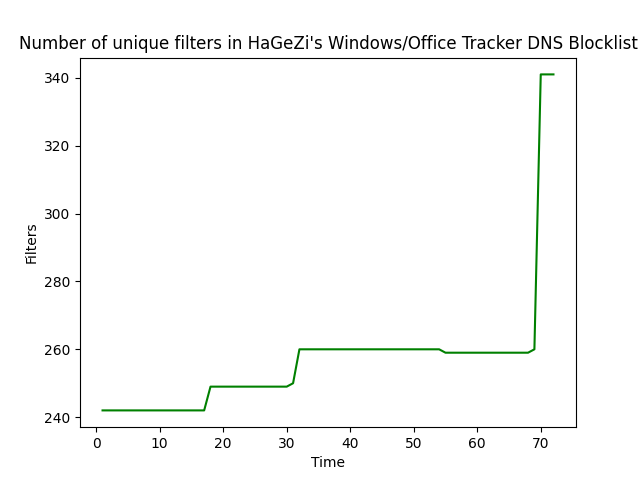 Number of unique filters in HaGeZi's Windows/Office Tracker DNS Blocklist
340
320
300
280
260
240
Filters
0 10 20 30 40 50 60 70
Time